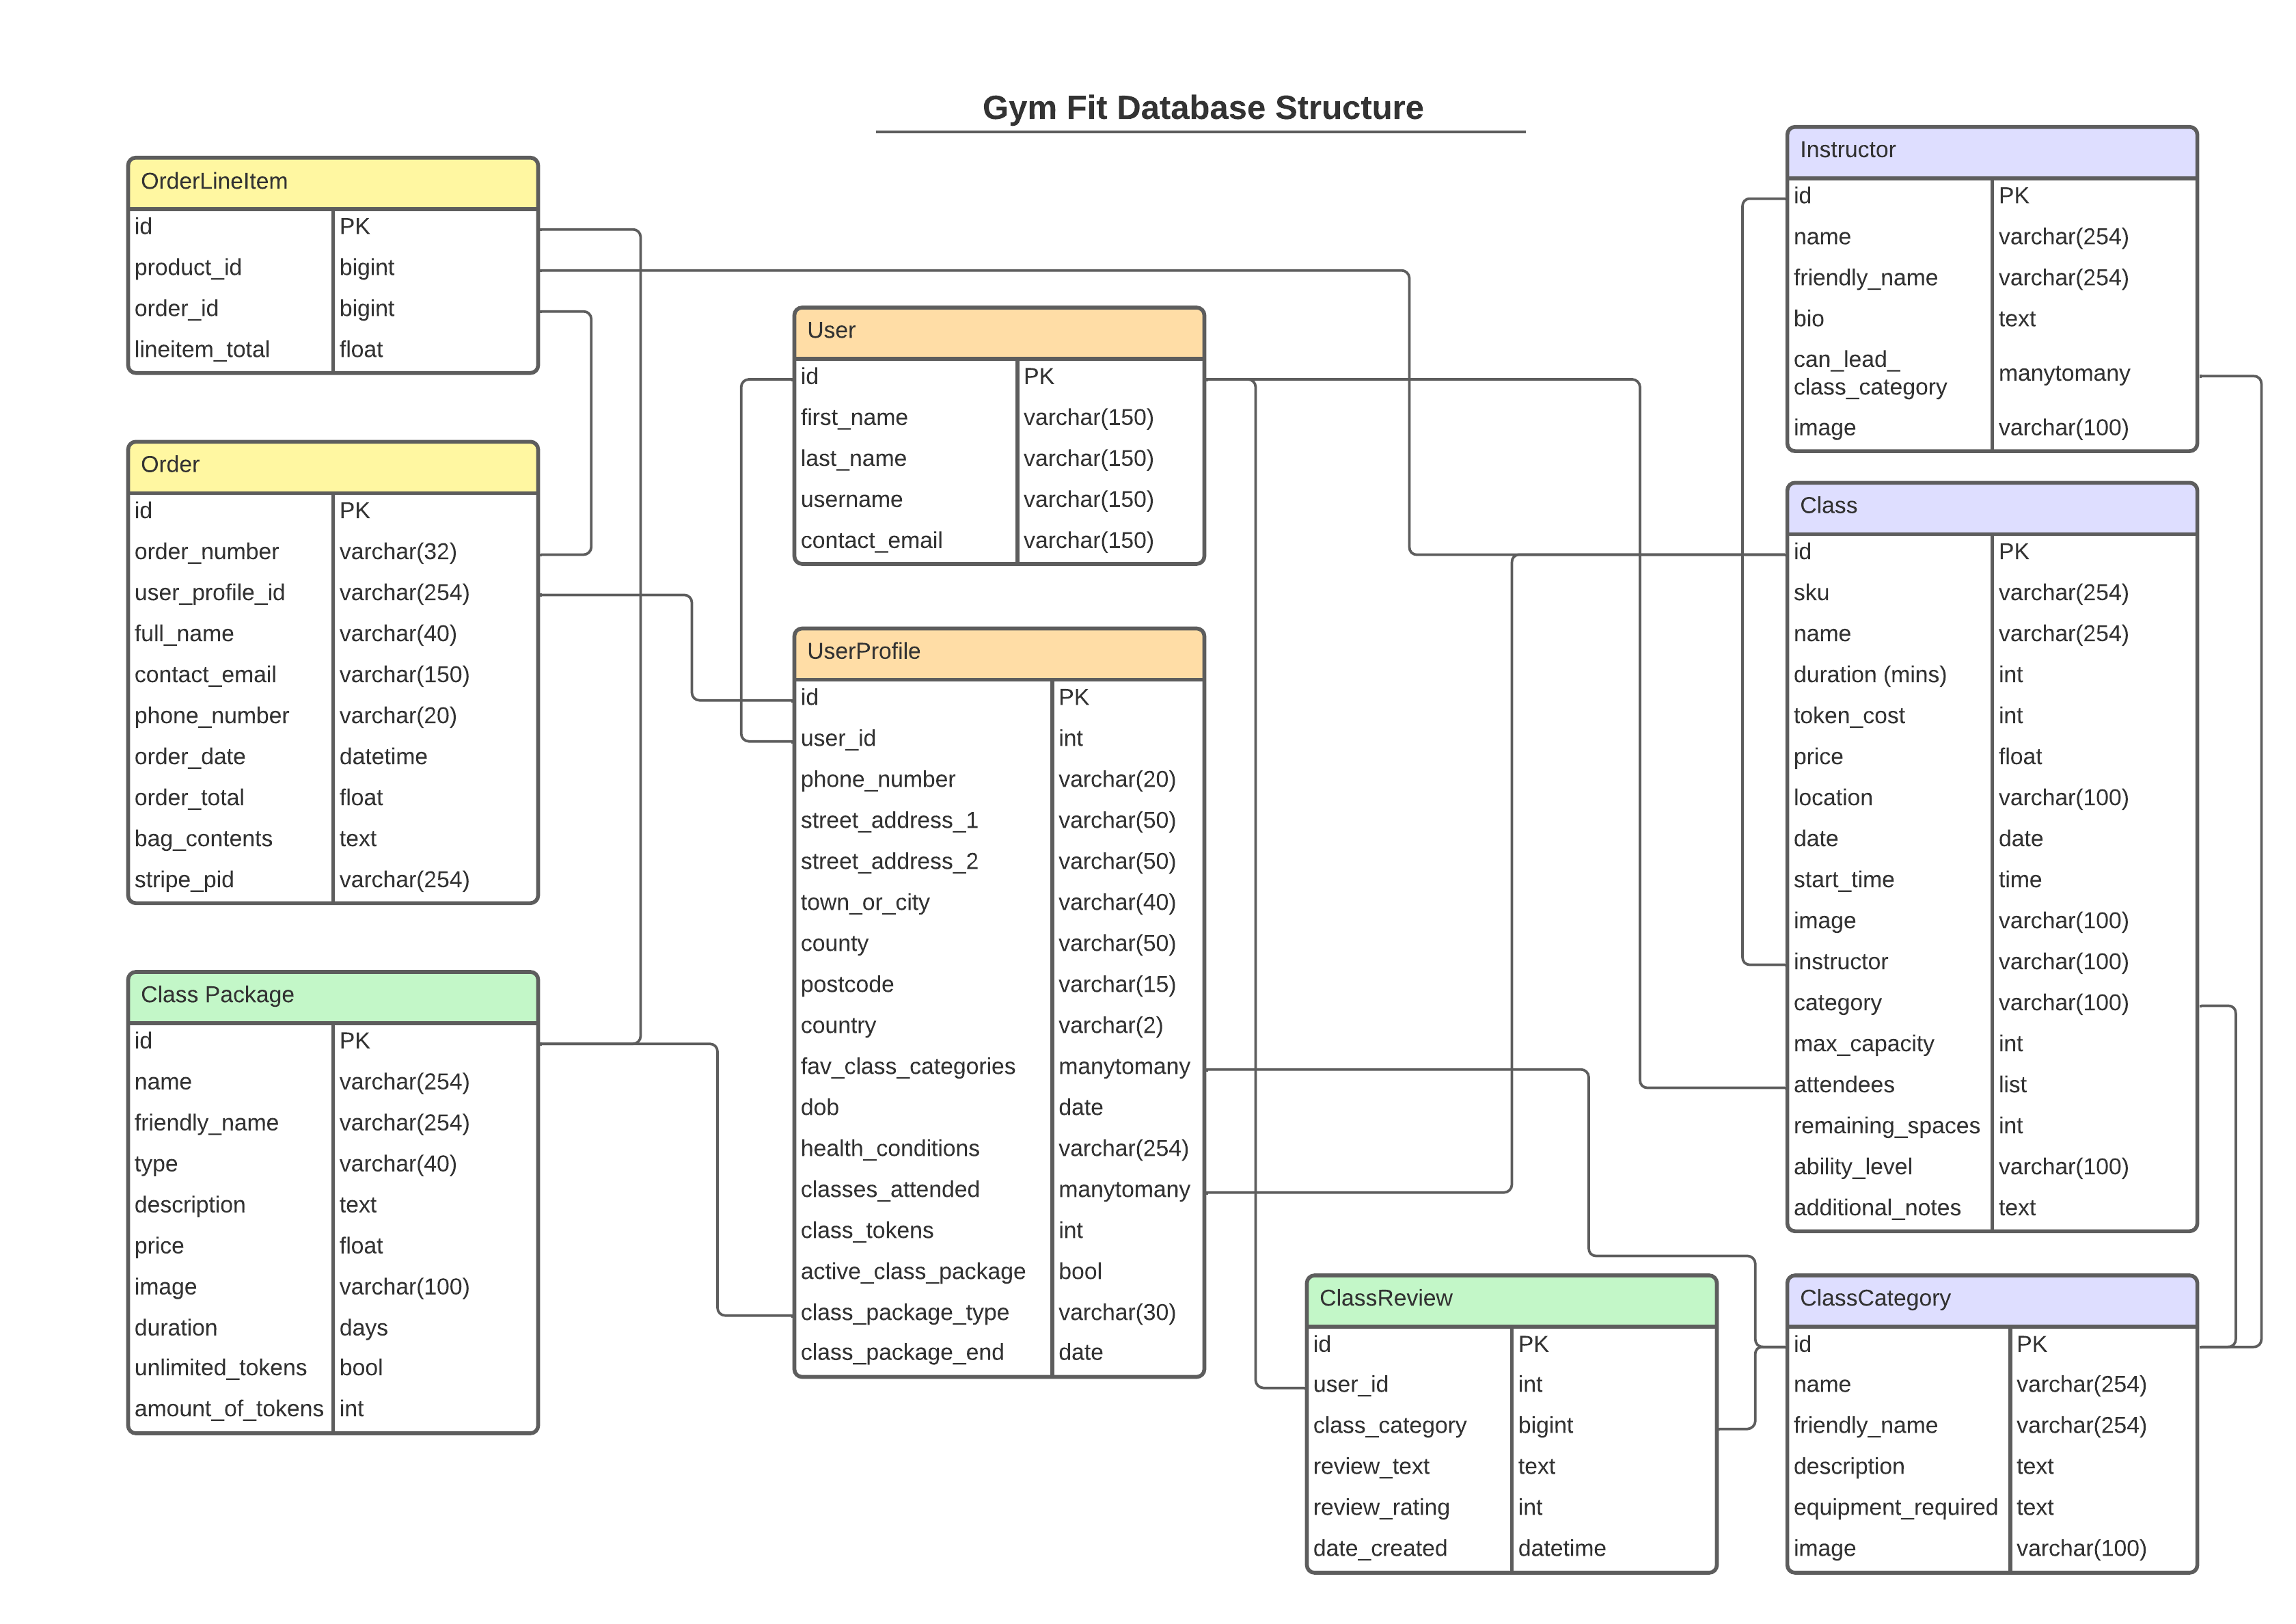 Gym Fit Database Structure
OrderLineItem
id PK
product_id bigint
order_id bigint
lineitem_total float
Order
id PK
order_number varchar(32)
user_profile_id varchar(254)
full_name varchar(40)
contact_email varchar(150)
phone_number varchar(20)
order_date datetime
order_total float
bag_contents text
stripe_pid varchar(254)
Class Package
id PK
name varchar(254)
friendly_name varchar(254)
type varchar(40)
description text
price float
image varchar(100)
duration days
unlimited_tokens bool
amount_of_tokens int
User
id PK
first_name varchar(150)
last_name varchar(150)
username varchar(150)
contact_email varchar(150)
UserProfile
id PK
user_id int
phone_number varchar(20)
street_address_1 varchar(50)
street_address_2 varchar(50)
town_or_city varchar(40)
county varchar(50)
postcode varchar(15)
country varchar(2)
fav_class_categories manytomany
dob date
health_conditions varchar(254)
classes_attended manytomany
class_tokens int
active_class_package bool
class_package_type varchar(30)
class_package_end date
ClassReview
id PK
user_id int
class_category bigint
review_text text
review_rating int
date_created datetime
Instructor
id PK
name varchar(254)
friendly_name varchar(254)
bio text
can_lead_
class_category manytomany
image varchar(100)
Class
id PK
sku varchar(254)
name varchar(254)
duration (mins) int
token_cost int
price float
location varchar(100)
date date
start_time time
image varchar(100)
instructor varchar(100)
category varchar(100)
max_capacity int
attendees list
remaining_spaces int
ability_level varchar(100)
additional_notes text
ClassCategory
id PK
name varchar(254)
friendly_name varchar(254)
description text
equipment_required text
image varchar(100)